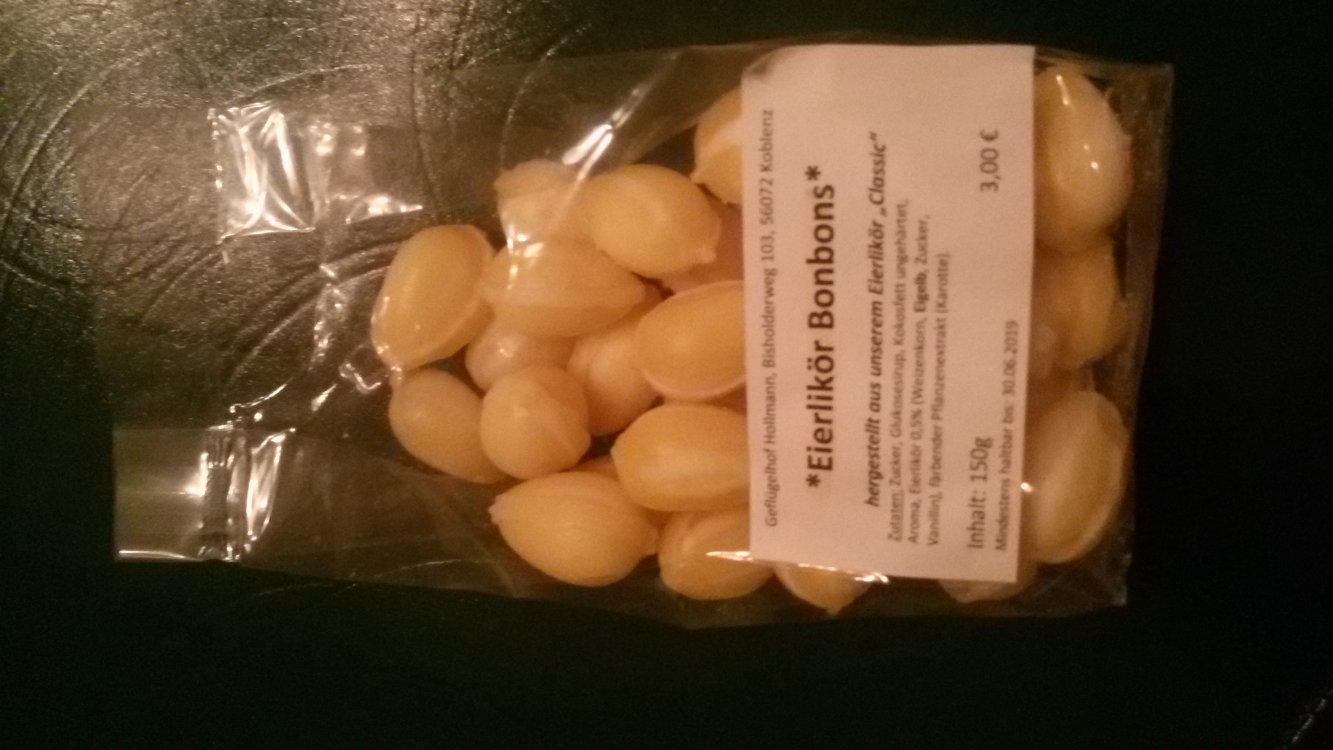 Geflügelhof Hollmann, Bisholderweg 103, 56072 Koblenz
*Eierlikör Bonbons*
hergestellt aus unserem Eierlikör „Classic“
Zutaten: Zucker, Glukosesirup, Kokosfett ungehärtet,
Aroma, Eierlikör 0,5% (Weizenkorn, Eigelb, Zucker,
Vanillin), färbender Pflanzenextrakt (Karotte).
Inhalt: 150g 3,00 €
Mindestens haltbar bis: 30.06.2019